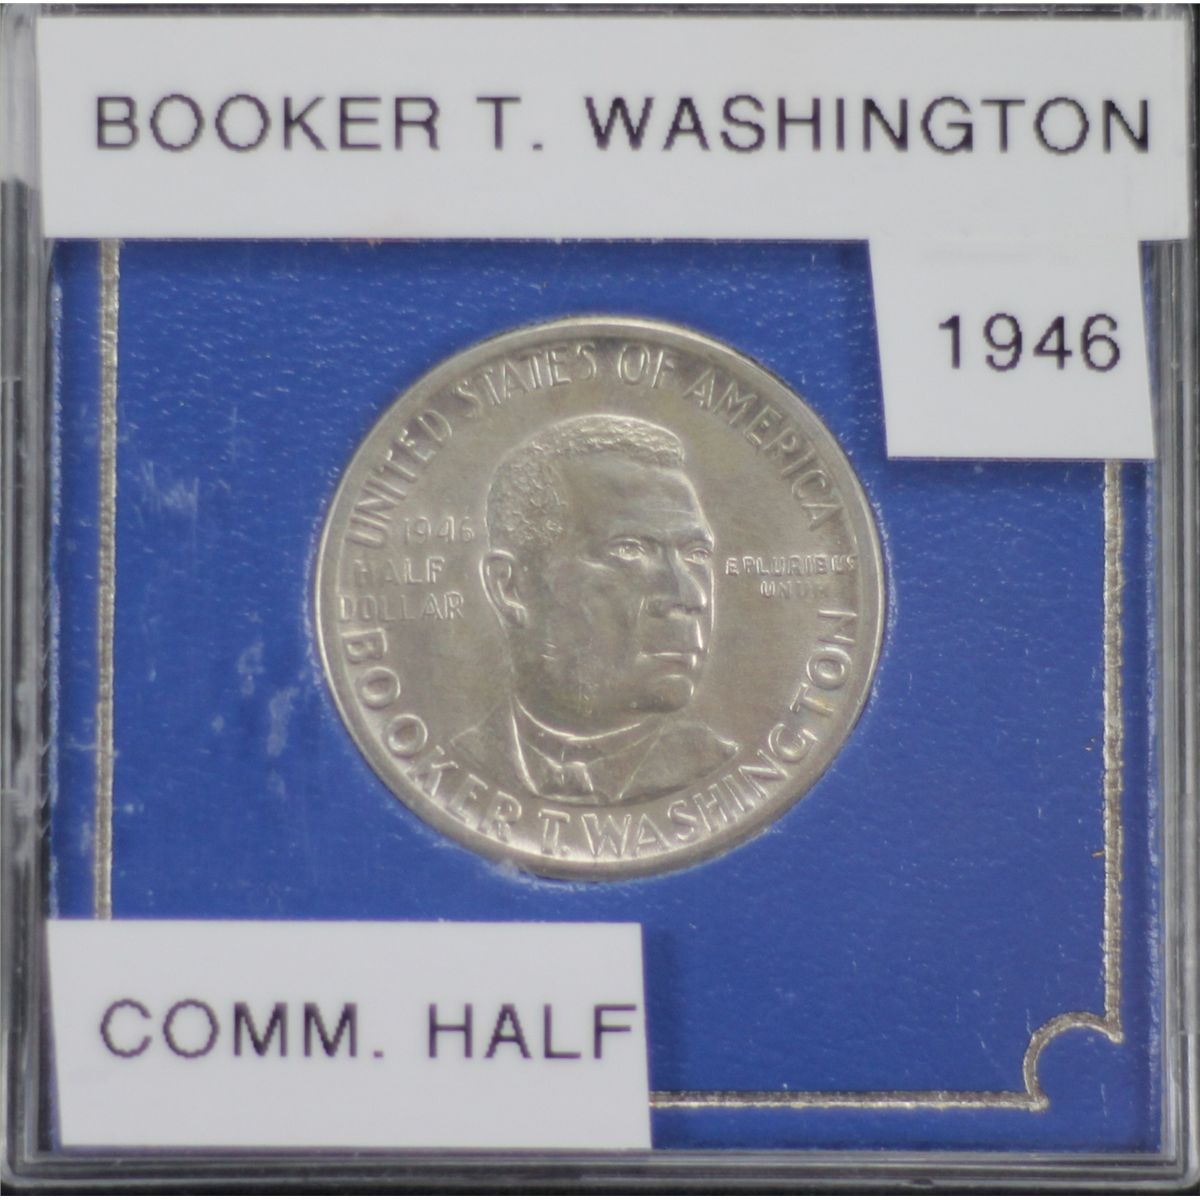 BOOKER T. WASHINGTON
1946
UNITED STATES OF AMERICA
1946
HALF
DOLLAR
E PLURIBUS
UNUM
BOOKER T. WASHINGTON
COMM. HALF